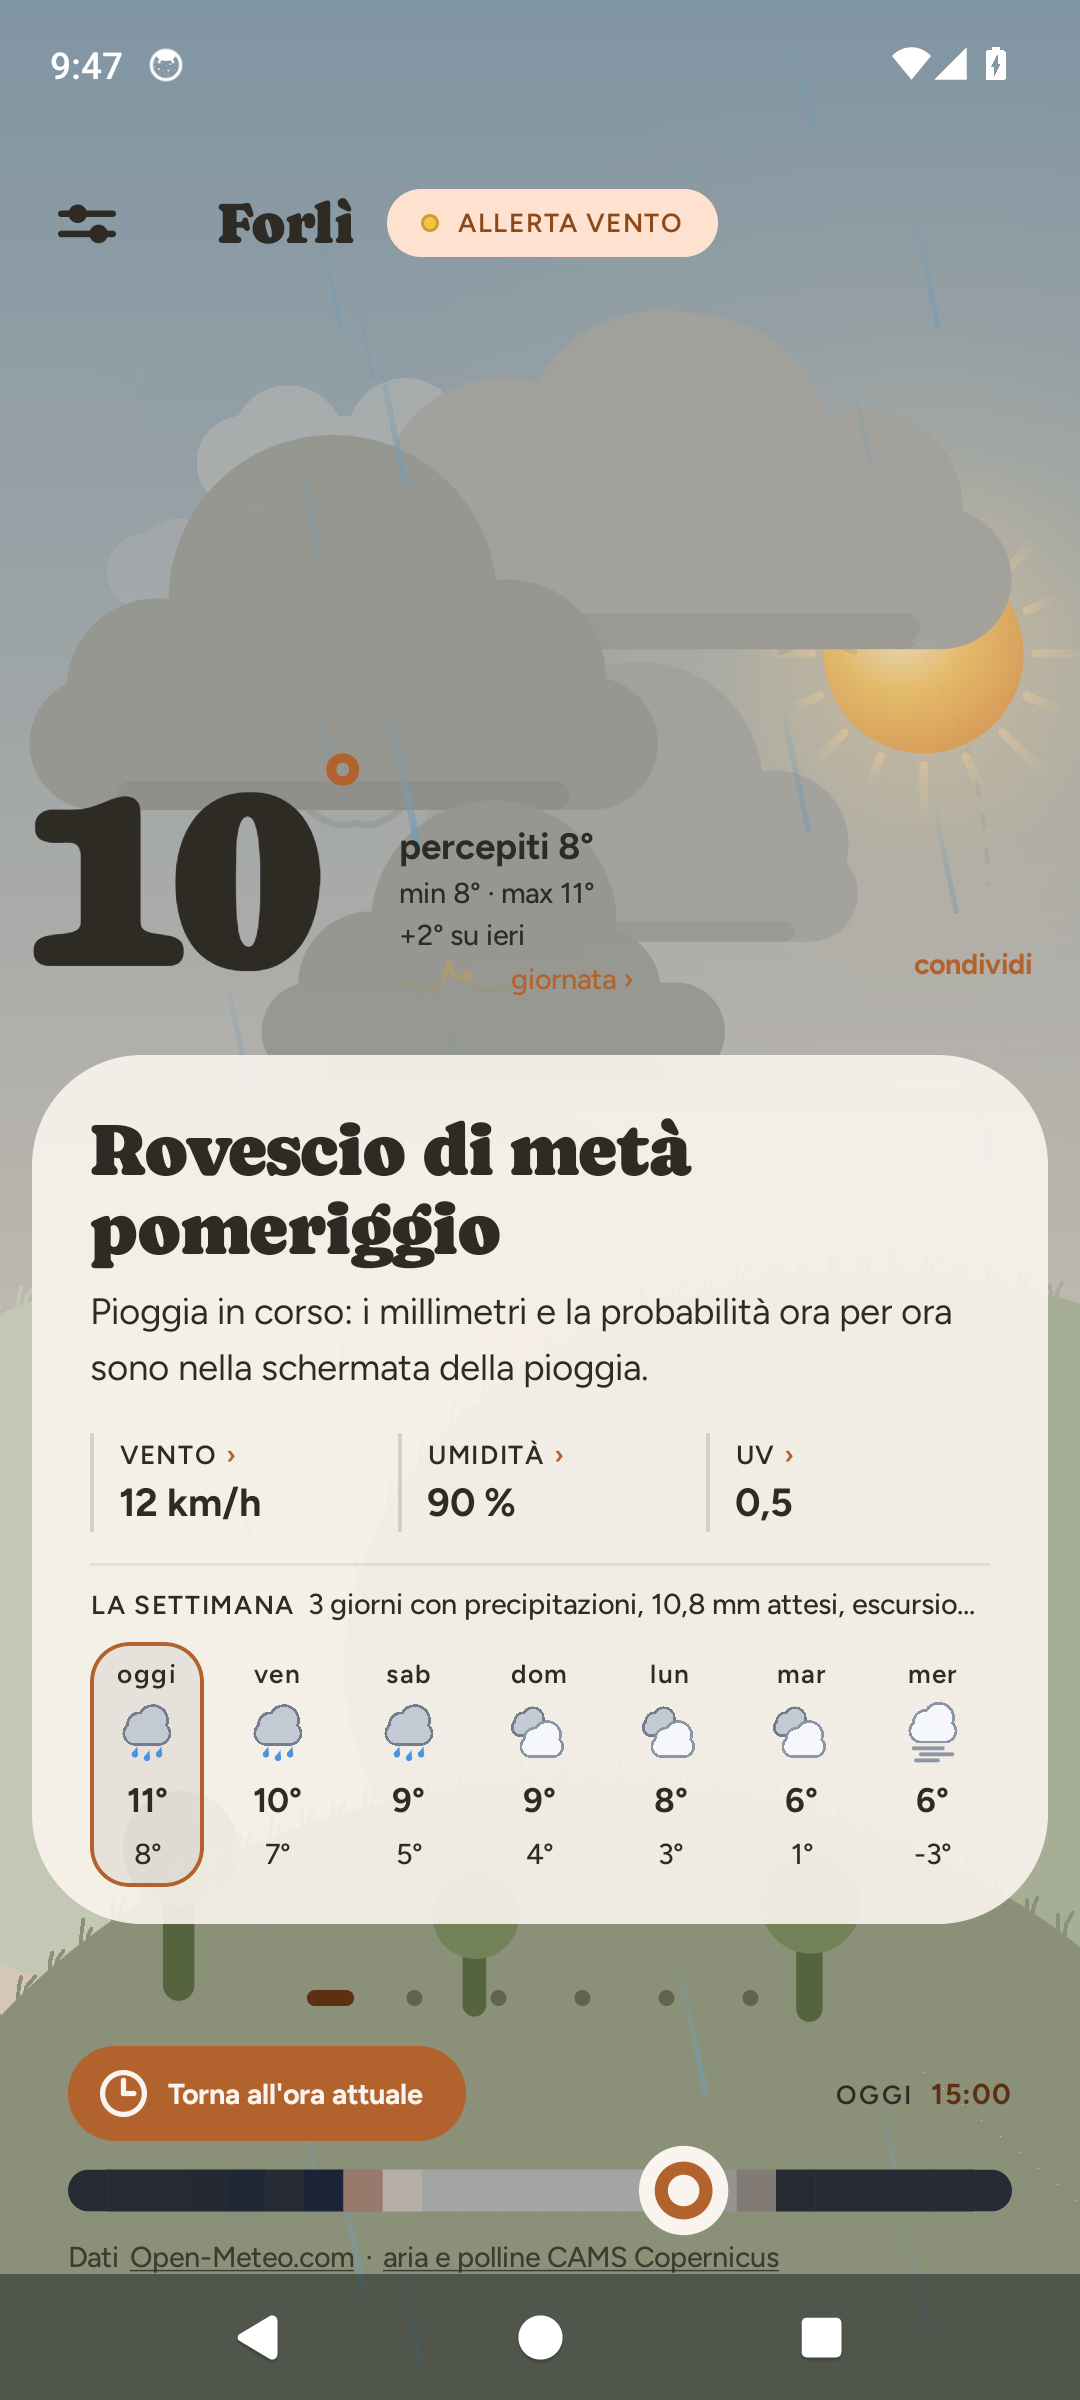 9:47
Forlì
ALLERTA VENTO
10
percepiti 8°
min 8° · max 11°
+2° su ieri
giornata ›
condividi
Rovescio di metà
pomeriggio
Pioggia in corso: i millimetri e la probabilità ora per ora
sono nella schermata della pioggia.
VENTO › UMIDITÀ › UV ›
12 km/h 90 % 0,5
LA SETTIMANA 3 giorni con precipitazioni, 10,8 mm attesi, escursio...
oggi ven sab dom lun mar mer
11° 10° 9° 9° 8° 6° 6°
8° 7° 5° 4° 3° 1° -3°
Torna all'ora attuale
OGGI 15:00
Dati Open-Meteo.com · aria e polline CAMS Copernicus